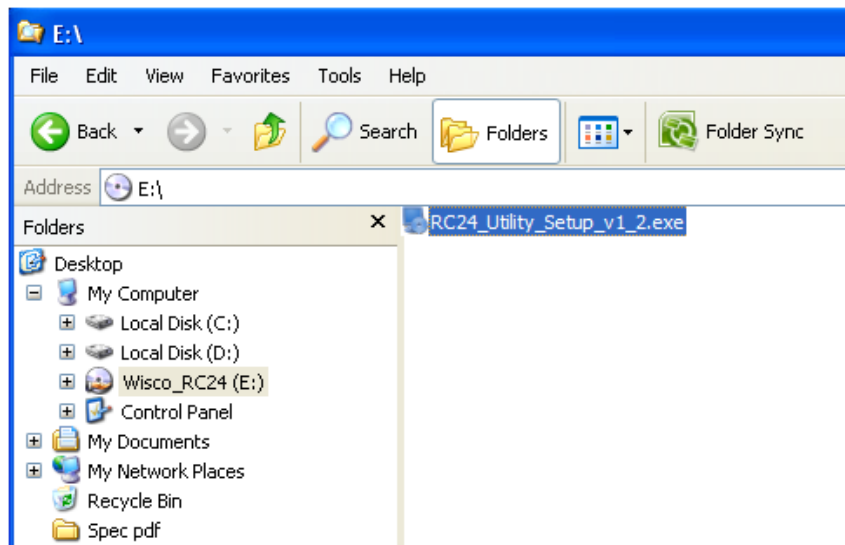 E:\
File Edit View Favorites Tools Help
Back Search Folders Folder Sync
Address E:\
Folders
RC24_Utility_Setup_v1_2.exe
Desktop
My Computer
Local Disk (C:)
Local Disk (D:)
Wisco_RC24 (E:)
Control Panel
My Documents
My Network Places
Recycle Bin
Spec pdf